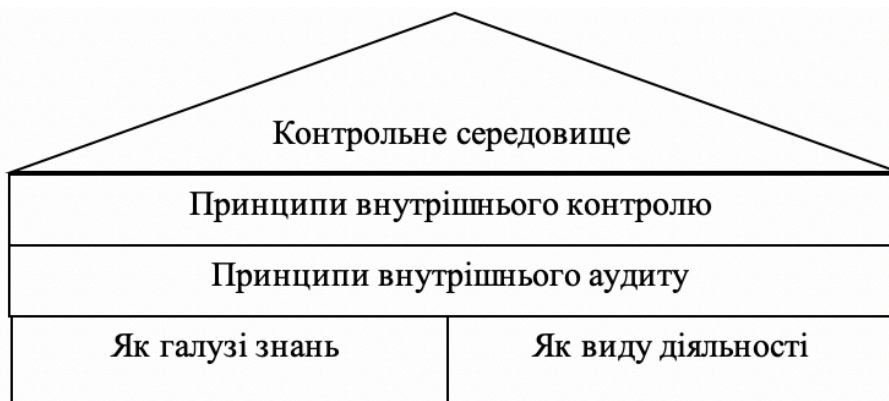 Контрольне середовище
Принципи внутрішнього контролю
Принципи внутрішнього аудиту
Як галузі знань
Як виду діяльності